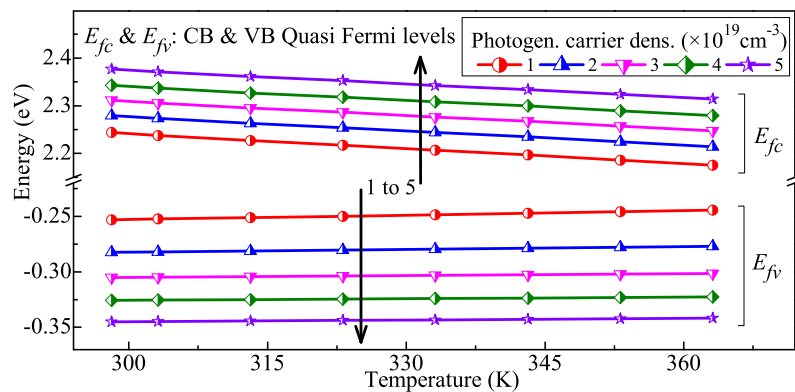 E_fc & E_fv: CB & VB Quasi Fermi levels
Photogen. carrier dens. (×10^19 cm^-3)
1 2 3 4 5
Energy (eV)
2.4
2.3
2.2
E_fc
1 to 5
-0.25
-0.30
-0.35
E_fv
300 315 330 345 360
Temperature (K)